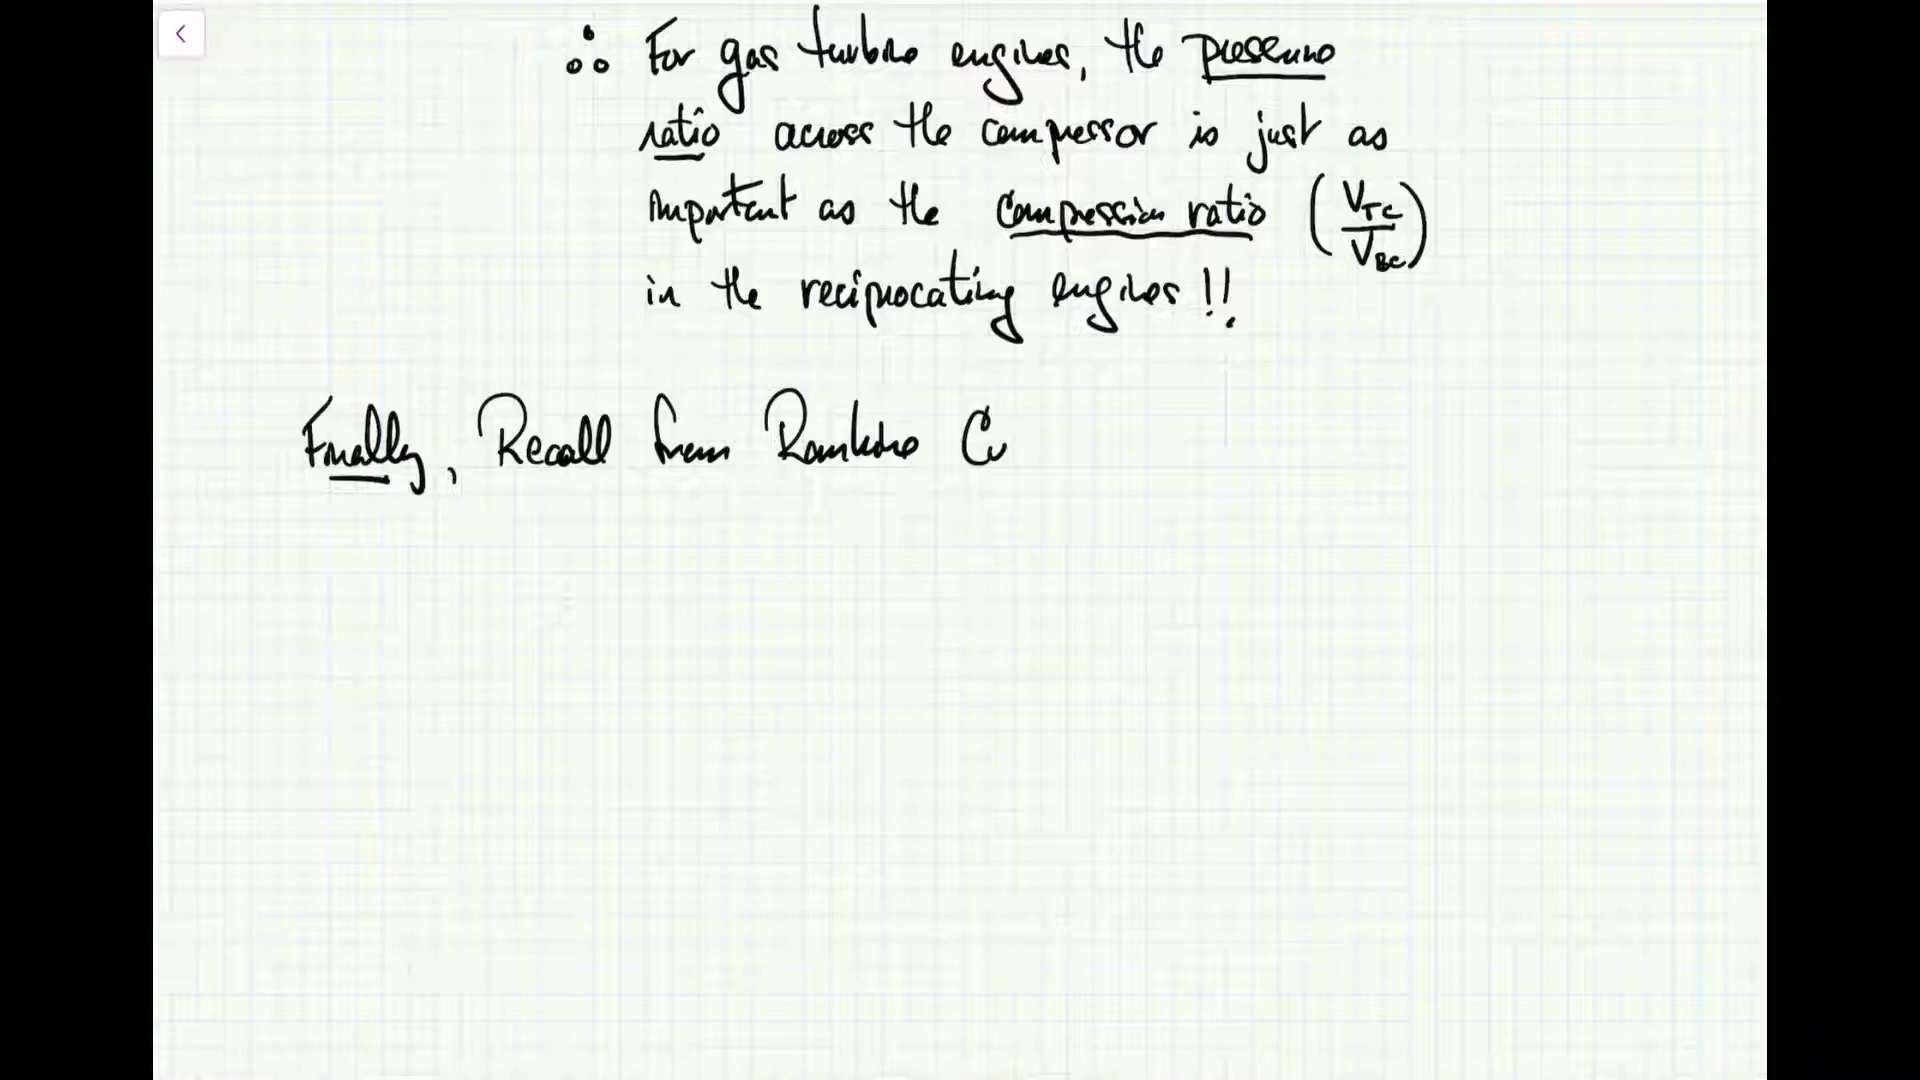 ∴ For gas turbine engines, the pressure
ratio across the compressor is just as
important as the compression ratio (V_TC/V_BC)
in the reciprocating engines!!
Finally, Recall from Rankine Cy